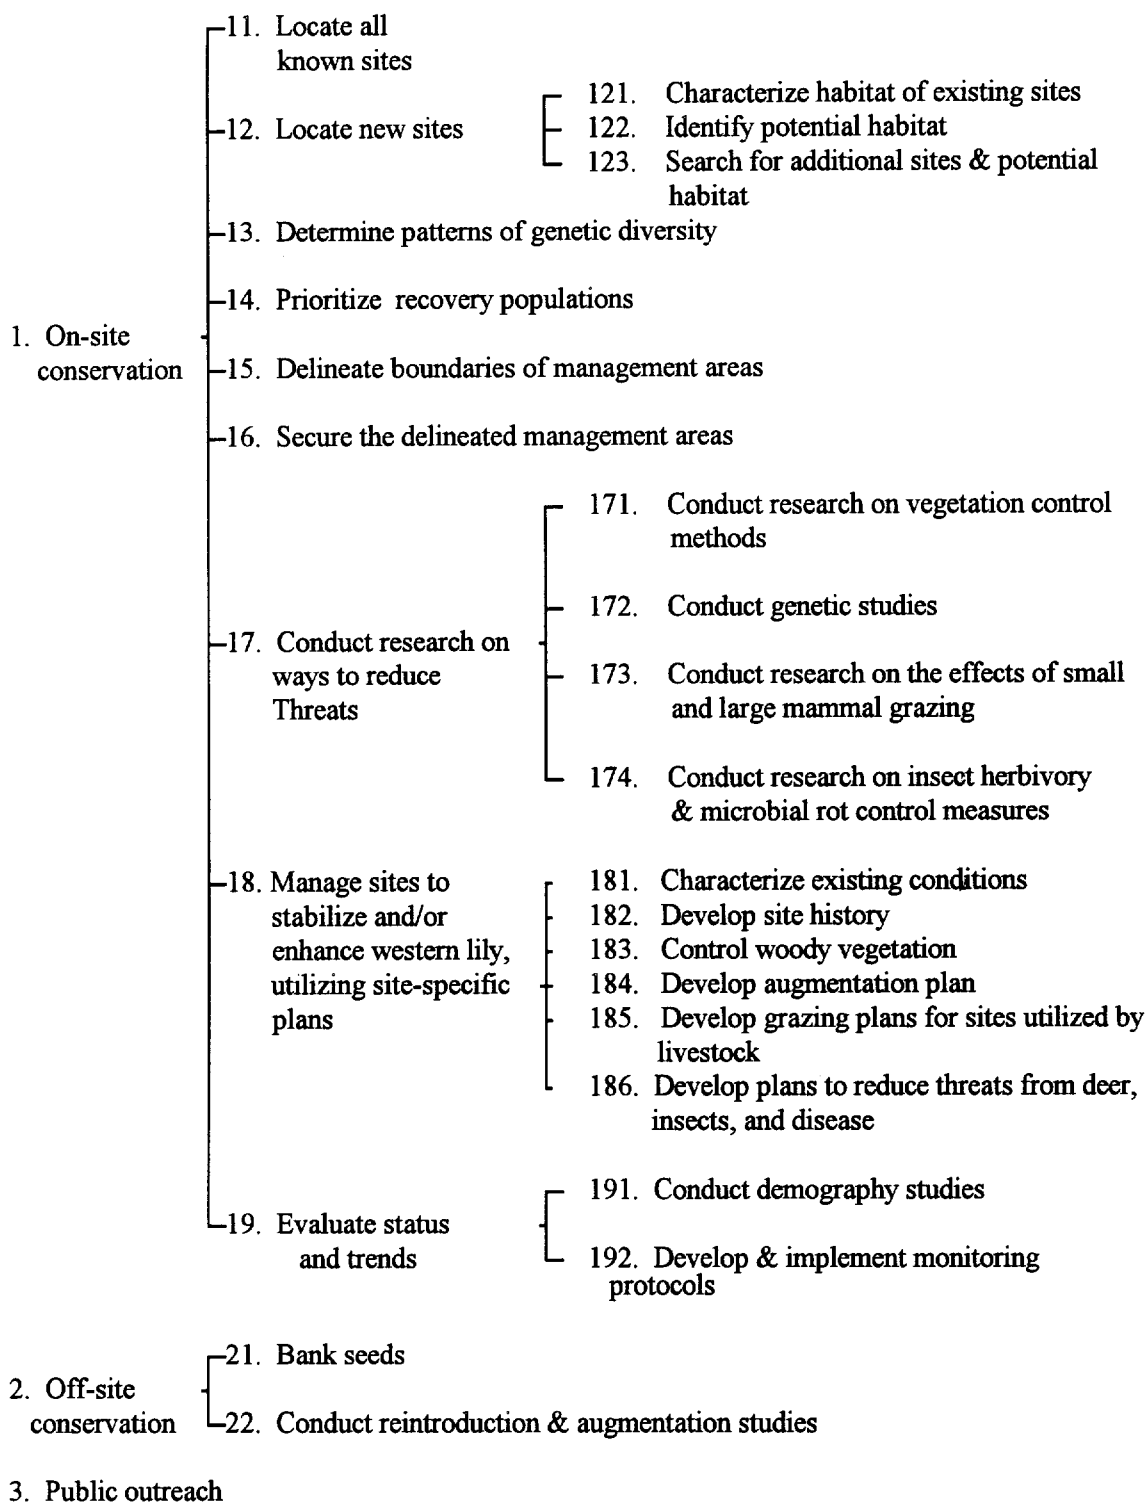 11. Locate all
known sites
12. Locate new sites
121. Characterize habitat of existing sites
122. Identify potential habitat
123. Search for additional sites & potential
habitat
13. Determine patterns of genetic diversity
14. Prioritize recovery populations
1. On-site
conservation
15. Delineate boundaries of management areas
16. Secure the delineated management areas
17. Conduct research on
ways to reduce
Threats
171. Conduct research on vegetation control
methods
172. Conduct genetic studies
173. Conduct research on the effects of small
and large mammal grazing
174. Conduct research on insect herbivory
& microbial rot control measures
18. Manage sites to
stabilize and/or
enhance western lily,
utilizing site-specific
plans
181. Characterize existing conditions
182. Develop site history
183. Control woody vegetation
184. Develop augmentation plan
185. Develop grazing plans for sites utilized by
livestock
186. Develop plans to reduce threats from deer,
insects, and disease
19. Evaluate status
and trends
191. Conduct demography studies
192. Develop & implement monitoring
protocols
2. Off-site
conservation
21. Bank seeds
22. Conduct reintroduction & augmentation studies
3. Public outreach